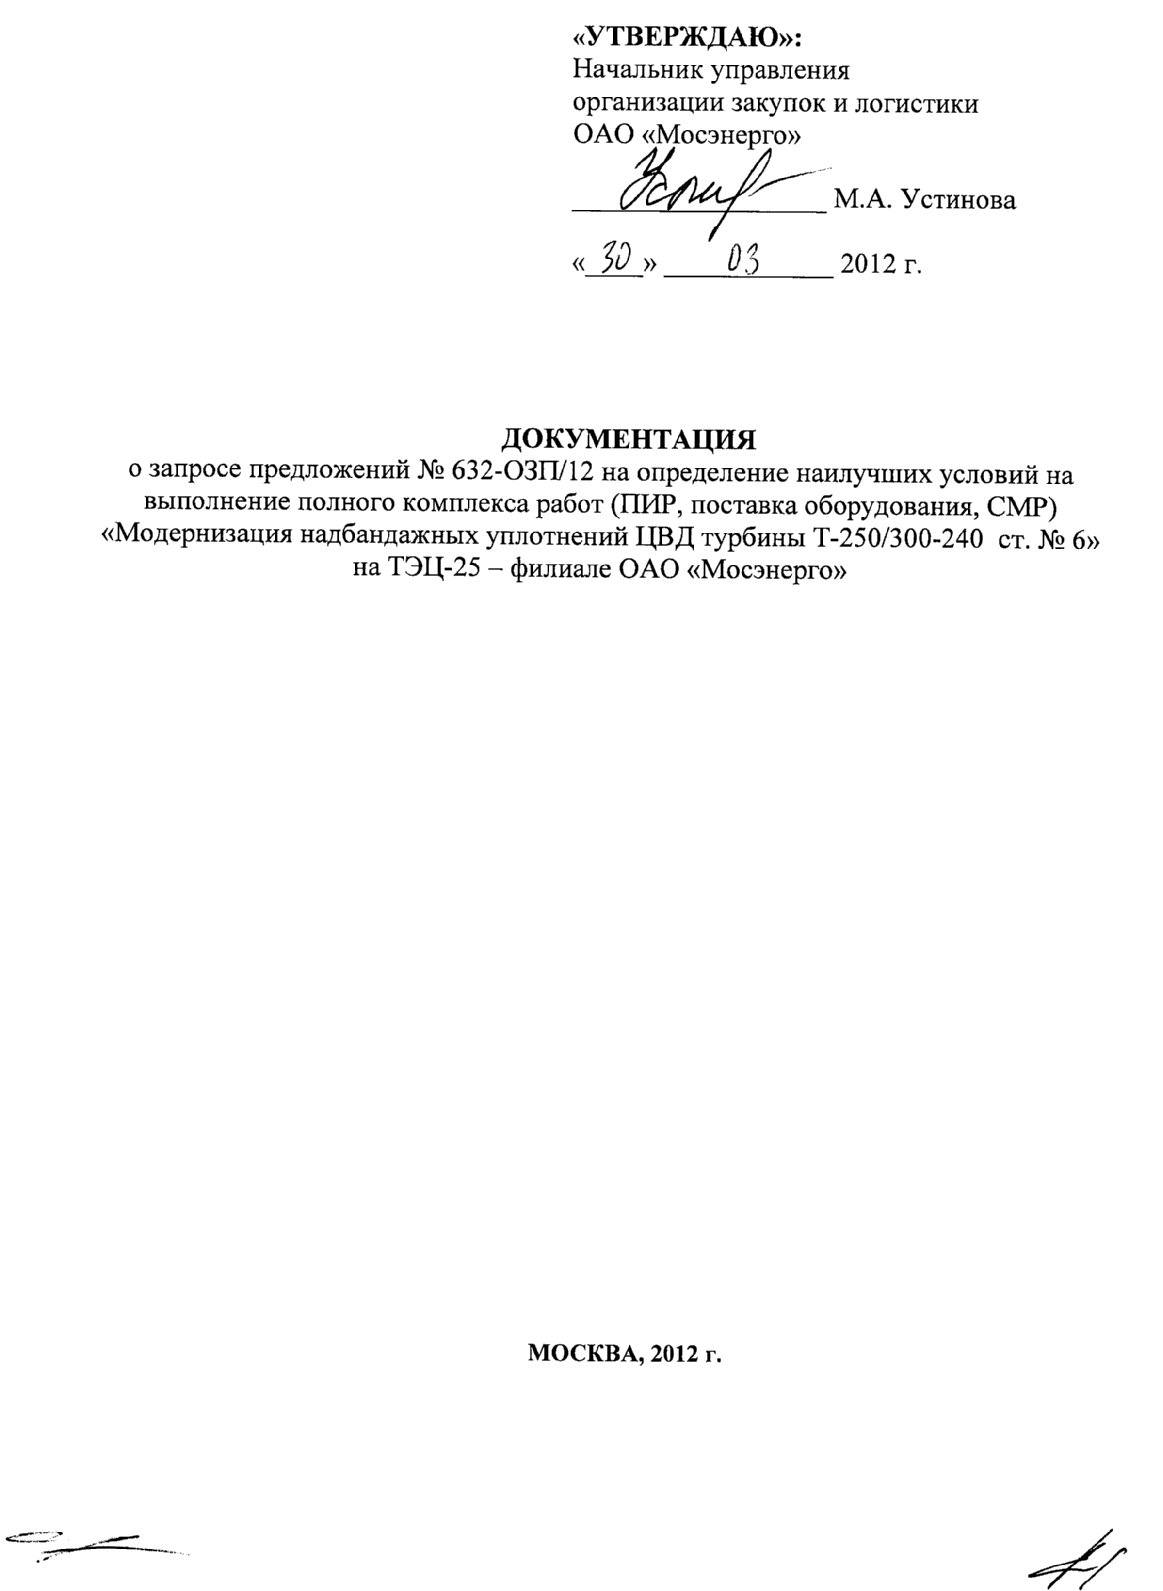 «УТВЕРЖДАЮ»:
Начальник управления
организации закупок и логистики
ОАО «Мосэнерго»
М.А. Устинова
«30» 03 2012 г.
ДОКУМЕНТАЦИЯ
о запросе предложений № 632-ОЗП/12 на определение наилучших условий на
выполнение полного комплекса работ (ПИР, поставка оборудования, СМР)
«Модернизация надбандажных уплотнений ЦВД турбины Т-250/300-240 ст. № 6»
на ТЭЦ-25 – филиале ОАО «Мосэнерго»
МОСКВА, 2012 г.